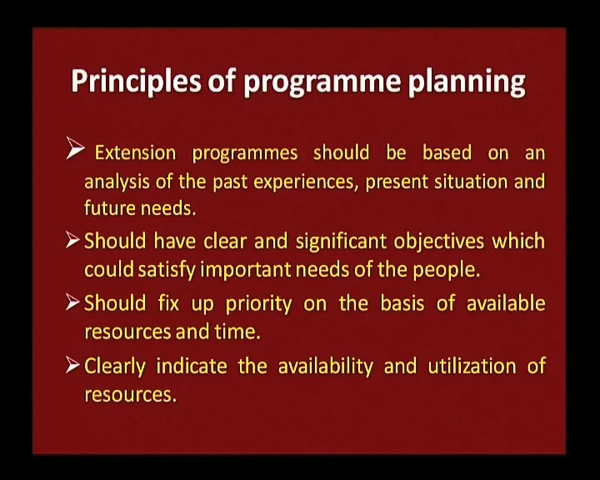 Principles of programme planning
➢ Extension programmes should be based on an
analysis of the past experiences, present situation and
future needs.
➢Should have clear and significant objectives which
could satisfy important needs of the people.
➢Should fix up priority on the basis of available
resources and time.
➢Clearly indicate the availability and utilization of
resources.